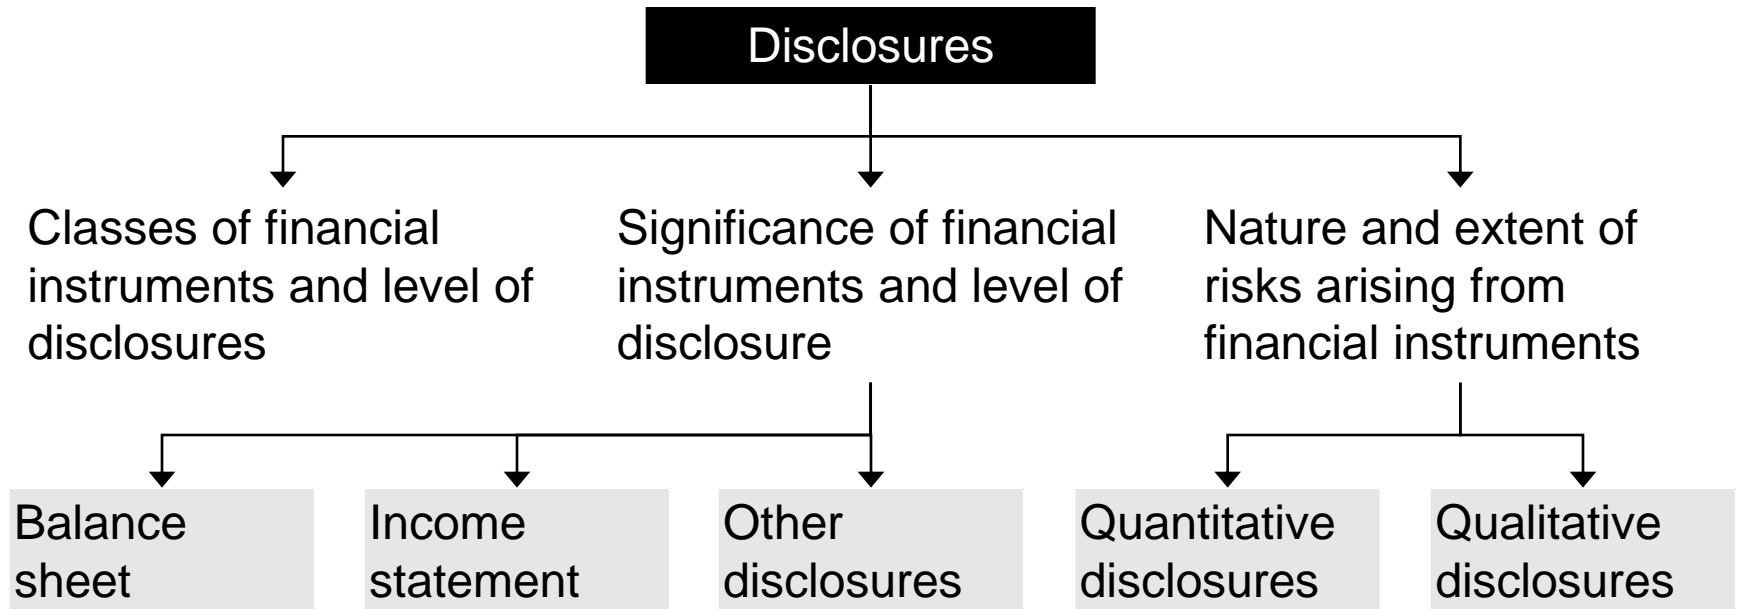 Disclosures
Classes of financial
instruments and level of
disclosures
Significance of financial
instruments and level of
disclosure
Nature and extent of
risks arising from
financial instruments
Balance
sheet
Income
statement
Other
disclosures
Quantitative
disclosures
Qualitative
disclosures